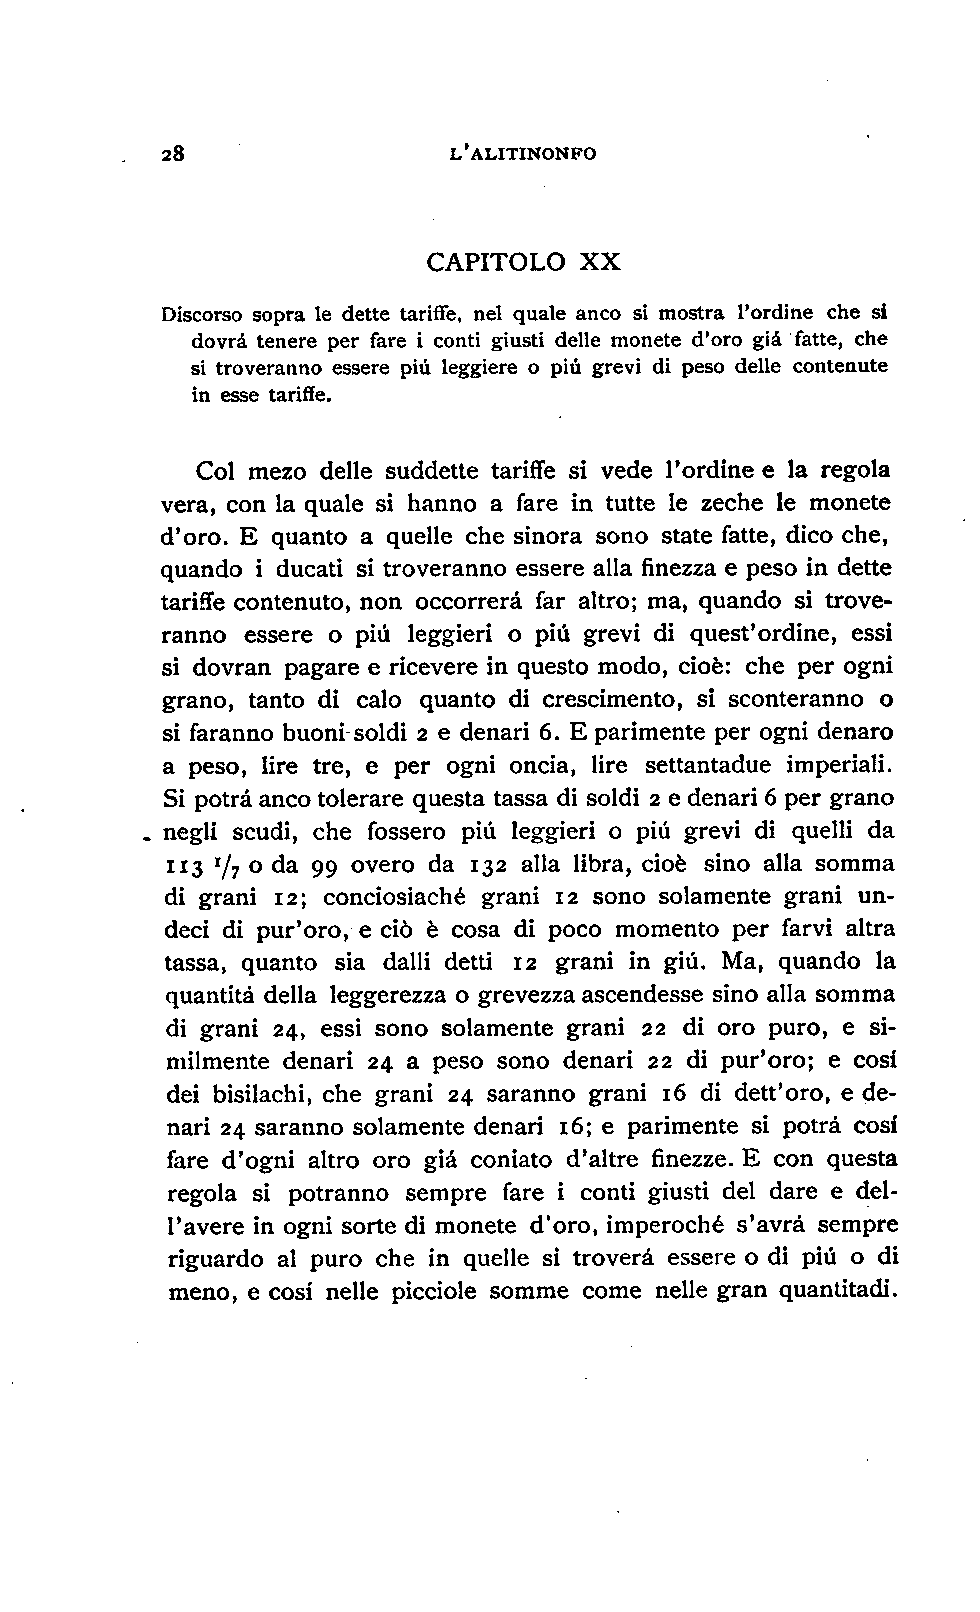 28 L'ALITINONFO
CAPITOLO XX
Discorso sopra le dette tariffe, nel quale anco si mostra l'ordine che si
dovrá tenere per fare i conti giusti delle monete d'oro giá fatte, che
si troveranno essere piú leggiere o piú grevi di peso delle contenute
in esse tariffe.
Col mezo delle suddette tariffe si vede l'ordine e la regola
vera, con la quale si hanno a fare in tutte le zeche le monete
d'oro. E quanto a quelle che sinora sono state fatte, dico che,
quando i ducati si troveranno essere alla finezza e peso in dette
tariffe contenuto, non occorrerá far altro; ma, quando si trove-
ranno essere o piú leggieri o piú grevi di quest'ordine, essi
si dovran pagare e ricevere in questo modo, cioè: che per ogni
grano, tanto di calo quanto di crescimento, si sconteranno o
si faranno buoni soldi 2 e denari 6. E parimente per ogni denaro
a peso, lire tre, e per ogni oncia, lire settantadue imperiali.
Si potrá anco tolerare questa tassa di soldi 2 e denari 6 per grano
negli scudi, che fossero piú leggieri o piú grevi di quelli da
113 1/7 o da 99 overo da 132 alla libra, cioè sino alla somma
di grani 12; conciosiaché grani 12 sono solamente grani un-
deci di pur'oro, e ciò è cosa di poco momento per farvi altra
tassa, quanto sia dalli detti 12 grani in giú. Ma, quando la
quantitá della leggerezza o grevezza ascendesse sino alla somma
di grani 24, essi sono solamente grani 22 di oro puro, e si-
milmente denari 24 a peso sono denari 22 di pur'oro; e cosí
dei bisilachi, che grani 24 saranno grani 16 di dett'oro, e de-
nari 24 saranno solamente denari 16; e parimente si potrá cosí
fare d'ogni altro oro giá coniato d'altre finezze. E con questa
regola si potranno sempre fare i conti giusti del dare e del-
l'avere in ogni sorte di monete d'oro, imperoché s'avrá sempre
riguardo al puro che in quelle si troverá essere o di piú o di
meno, e cosí nelle picciole somme come nelle gran quantitadi.